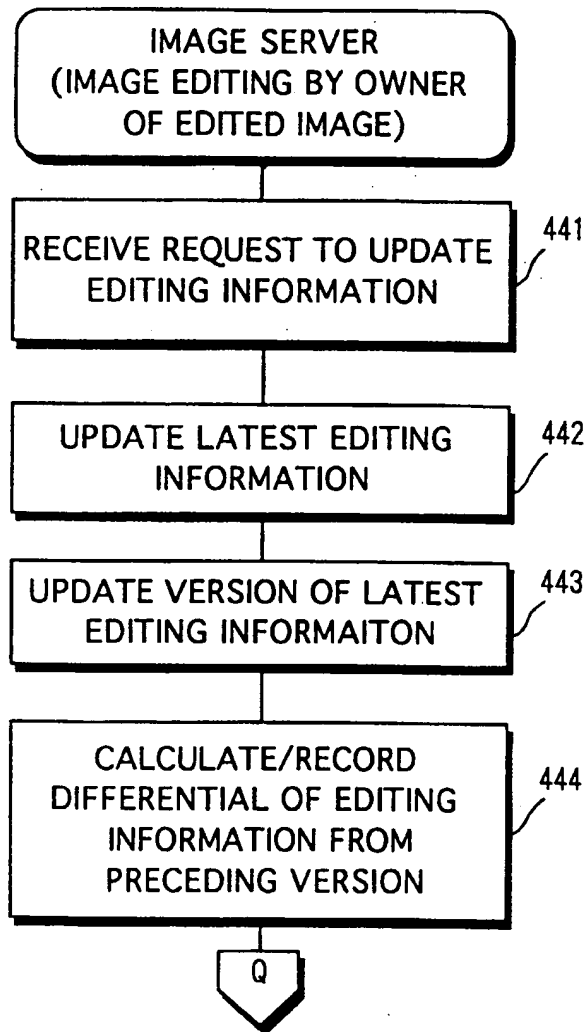 IMAGE SERVER
(IMAGE EDITING BY OWNER
OF EDITED IMAGE)
RECEIVE REQUEST TO UPDATE
EDITING INFORMATION
441
UPDATE LATEST EDITING
INFORMATION
442
UPDATE VERSION OF LATEST
EDITING INFORMAITON
443
CALCULATE/RECORD
DIFFERENTIAL OF EDITING
INFORMATION FROM
PRECEDING VERSION
444
Q